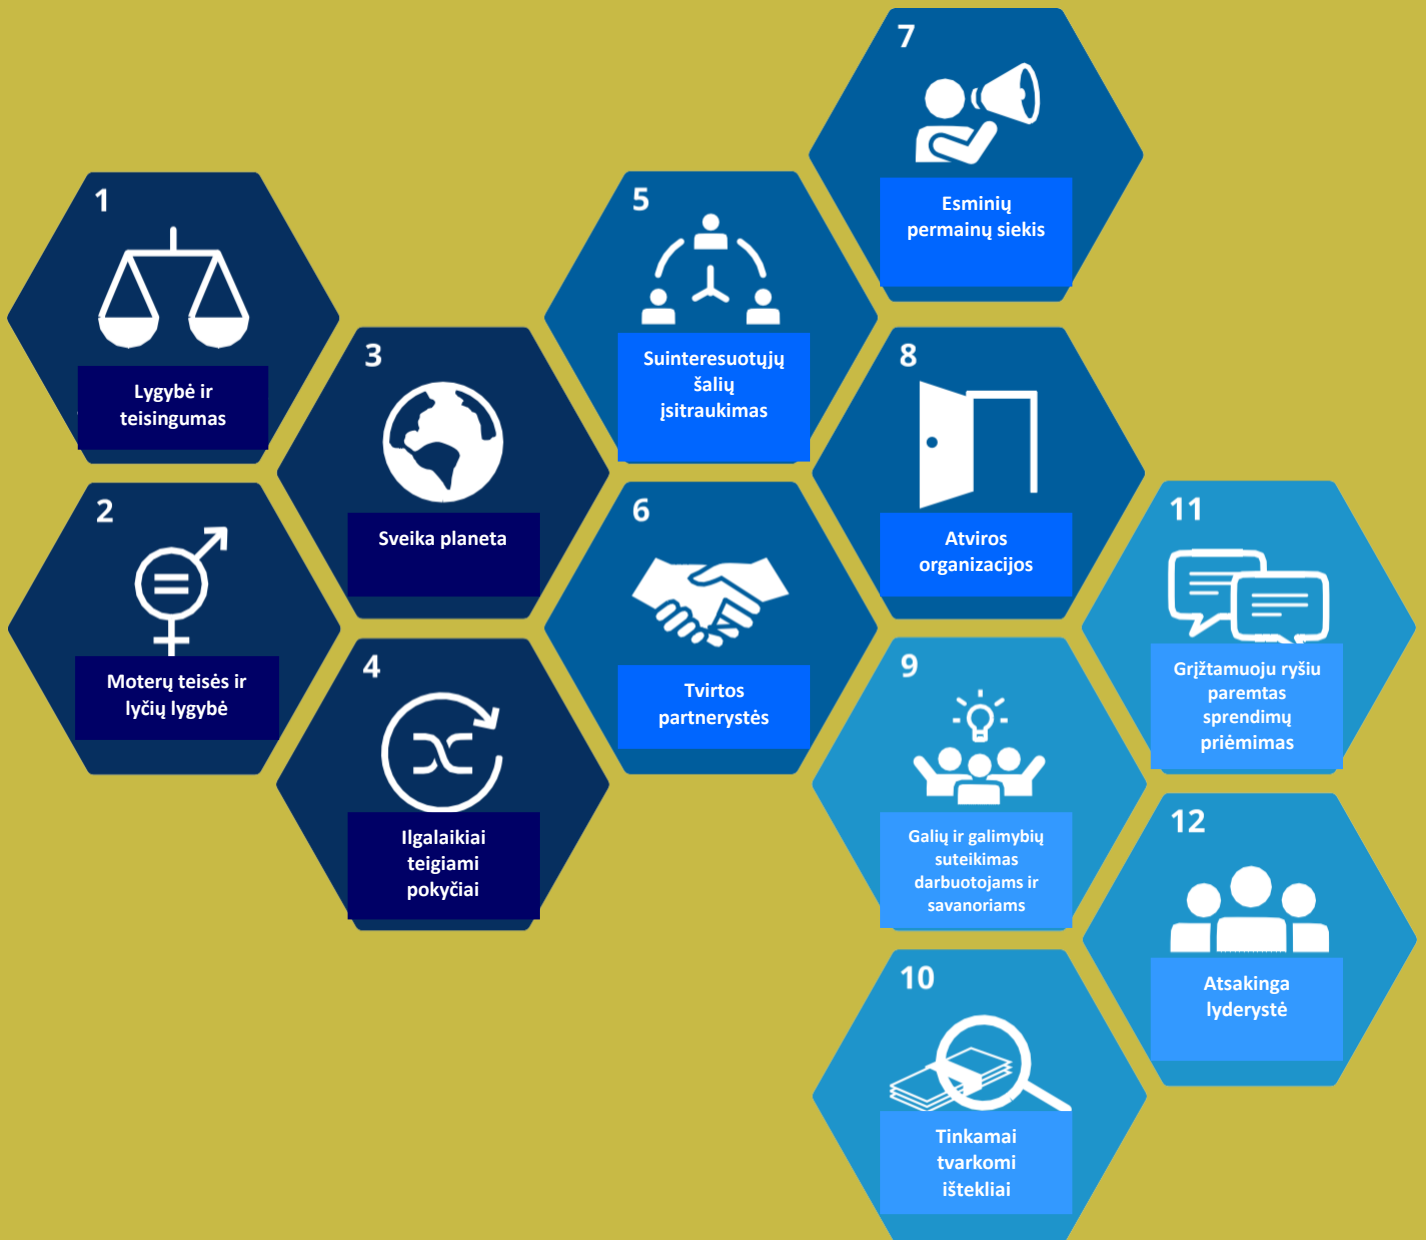 1
Lygybė ir
teisingumas
2
Moterų teisės ir
lyčių lygybė
3
Sveika planeta
4
Ilgalaikiai
teigiami
pokyčiai
5
Suinteresuotųjų
šalių
įsitraukimas
6
Tvirtos
partnerystės
7
Esminių
permainų siekis
8
Atviros
organizacijos
9
Galių ir galimybių
suteikimas
darbuotojams ir
savanoriams
10
Tinkamai
tvarkomi
ištekliai
11
Grįžtamuoju ryšiu
paremtas
sprendimų
priėmimas
12
Atsakinga
lyderystė